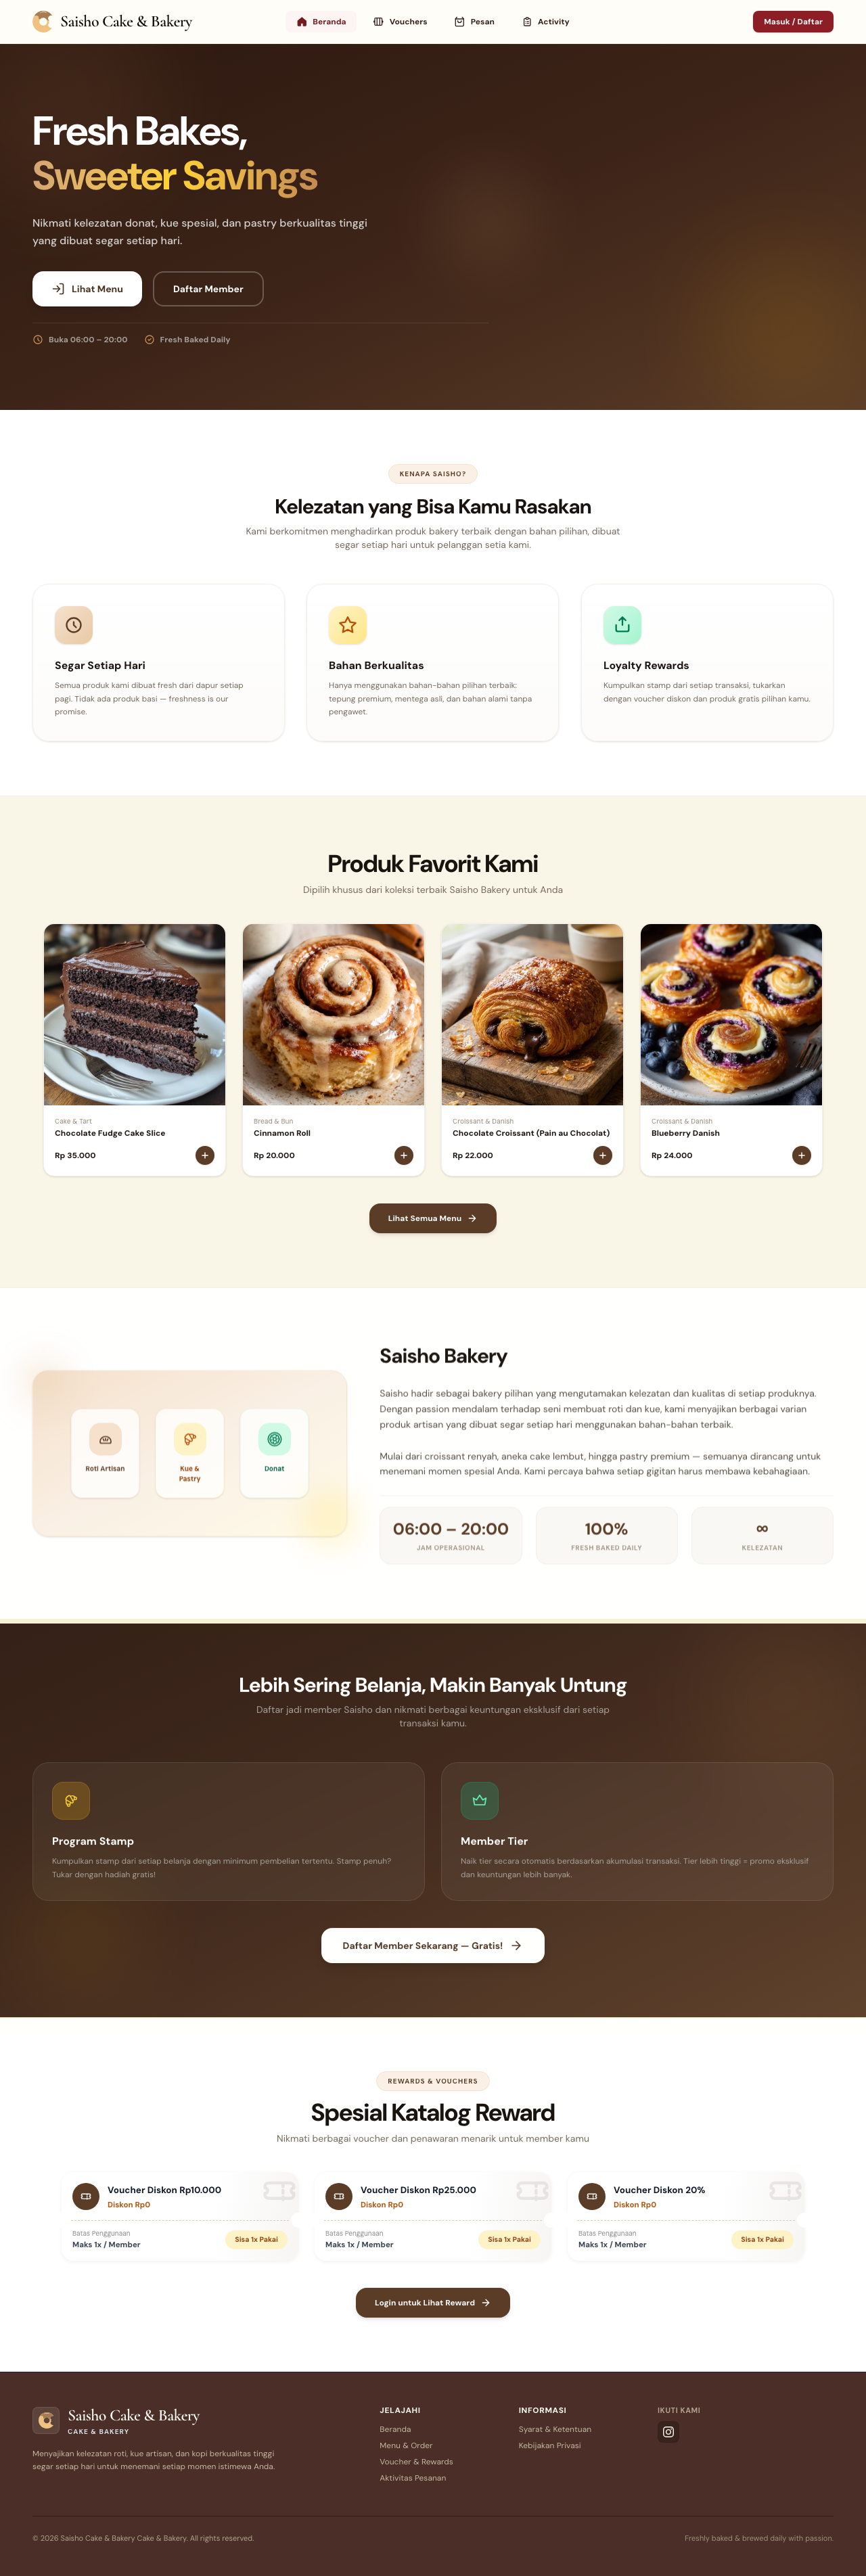 Saisho Cake & Bakery
Beranda
Vouchers
Pesan
Activity
Masuk / Daftar
Fresh Bakes,
Sweeter Savings
Nikmati kelezatan donat, kue spesial, dan pastry berkualitas tinggi
yang dibuat segar setiap hari.
Lihat Menu
Daftar Member
Buka 06:00 – 20:00
Fresh Baked Daily
KENAPA SAISHO?
Kelezatan yang Bisa Kamu Rasakan
Kami berkomitmen menghadirkan produk bakery terbaik dengan bahan pilihan, dibuat
segar setiap hari untuk pelanggan setia kami.
Segar Setiap Hari
Semua produk kami dibuat fresh dari dapur setiap
pagi. Tidak ada produk basi — freshness is our
promise.
Bahan Berkualitas
Hanya menggunakan bahan-bahan pilihan terbaik:
tepung premium, mentega asli, dan bahan alami tanpa
pengawet.
Loyalty Rewards
Kumpulkan stamp dari setiap transaksi, tukarkan
dengan voucher diskon dan produk gratis pilihan kamu.
Produk Favorit Kami
Dipilih khusus dari koleksi terbaik Saisho Bakery untuk Anda
Cake & Tart
Chocolate Fudge Cake Slice
Rp 35.000
Bread & Bun
Cinnamon Roll
Rp 20.000
Croissant & Danish
Chocolate Croissant (Pain au Chocolat)
Rp 22.000
Croissant & Danish
Blueberry Danish
Rp 24.000
Lihat Semua Menu
Roti Artisan
Kue &
Pastry
Donat
Saisho Bakery
Saisho hadir sebagai bakery pilihan yang mengutamakan kelezatan dan kualitas di setiap produknya.
Dengan passion mendalam terhadap seni membuat roti dan kue, kami menyajikan berbagai varian
produk artisan yang dibuat segar setiap hari menggunakan bahan-bahan terbaik.
Mulai dari croissant renyah, aneka cake lembut, hingga pastry premium — semuanya dirancang untuk
menemani momen spesial Anda. Kami percaya bahwa setiap gigitan harus membawa kebahagiaan.
06:00 – 20:00
JAM OPERASIONAL
100%
FRESH BAKED DAILY
∞
KELEZATAN
Lebih Sering Belanja, Makin Banyak Untung
Daftar jadi member Saisho dan nikmati berbagai keuntungan eksklusif dari setiap
transaksi kamu.
Program Stamp
Kumpulkan stamp dari setiap belanja dengan minimum pembelian tertentu. Stamp penuh?
Tukar dengan hadiah gratis!
Member Tier
Naik tier secara otomatis berdasarkan akumulasi transaksi. Tier lebih tinggi = promo eksklusif
dan keuntungan lebih banyak.
Daftar Member Sekarang — Gratis!
REWARDS & VOUCHERS
Spesial Katalog Reward
Nikmati berbagai voucher dan penawaran menarik untuk member kamu
Voucher Diskon Rp10.000
Diskon Rp0
Batas Penggunaan
Maks 1x / Member
Sisa 1x Pakai
Voucher Diskon Rp25.000
Diskon Rp0
Batas Penggunaan
Maks 1x / Member
Sisa 1x Pakai
Voucher Diskon 20%
Diskon Rp0
Batas Penggunaan
Maks 1x / Member
Sisa 1x Pakai
Login untuk Lihat Reward
Saisho Cake & Bakery
CAKE & BAKERY
Menyajikan kelezatan roti, kue artisan, dan kopi berkualitas tinggi
segar setiap hari untuk menemani setiap momen istimewa Anda.
JELAJAHI
Beranda
Menu & Order
Voucher & Rewards
Aktivitas Pesanan
INFORMASI
Syarat & Ketentuan
Kebijakan Privasi
IKUTI KAMI
© 2026 Saisho Cake & Bakery Cake & Bakery. All rights reserved.
Freshly baked & brewed daily with passion.